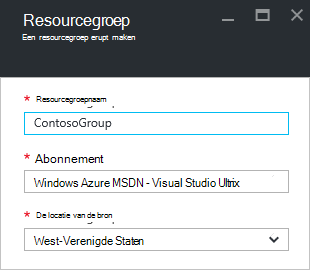 Resourcegroep
Een resourcegroep erupt maken
* Resourcegroepnaam
ContosoGroup
* Abonnement
Windows Azure MSDN - Visual Studio Ultrix
* De locatie van de bron
West-Verenigde Staten